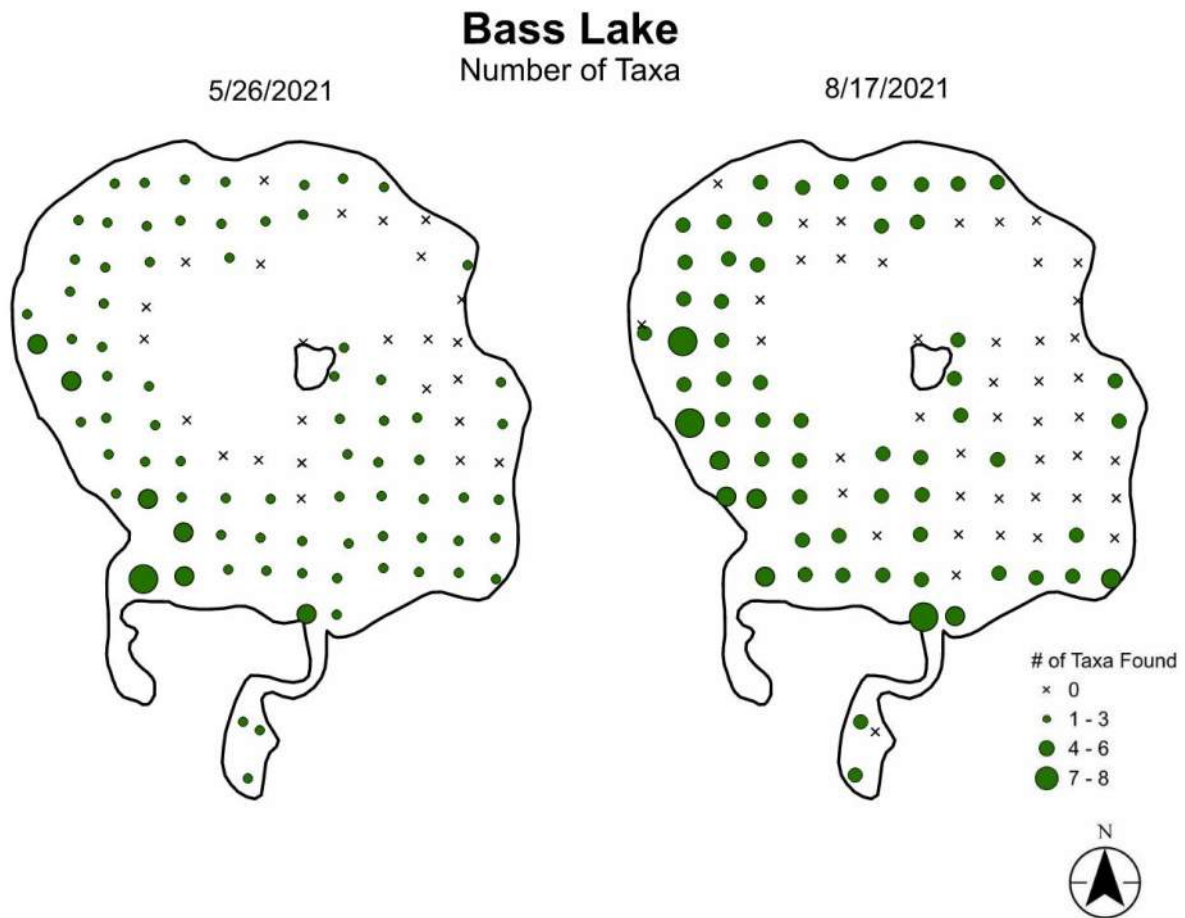 Bass Lake
Number of Taxa
5/26/2021
8/17/2021
# of Taxa Found
0
1 - 3
4 - 6
7 - 8
N